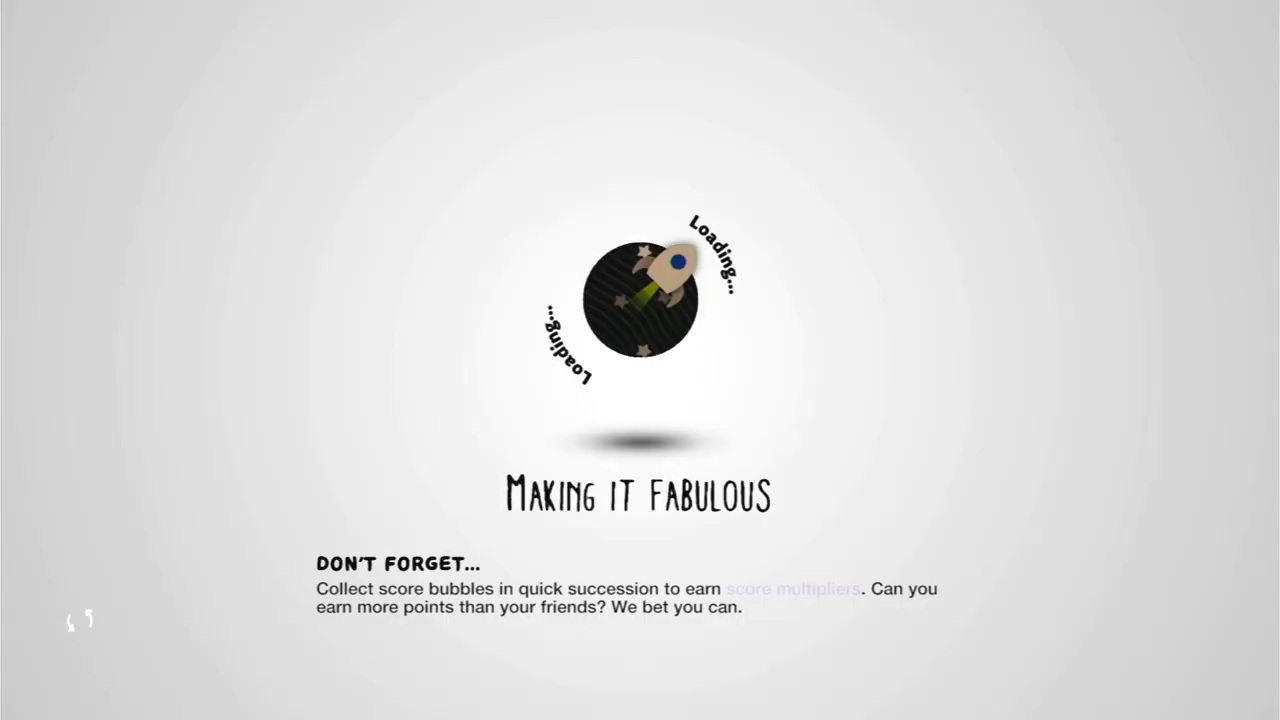 Loading...
Loading...
Making it fabulous
DON'T FORGET...
Collect score bubbles in quick succession to earn score multipliers. Can you
earn more points than your friends? We bet you can.